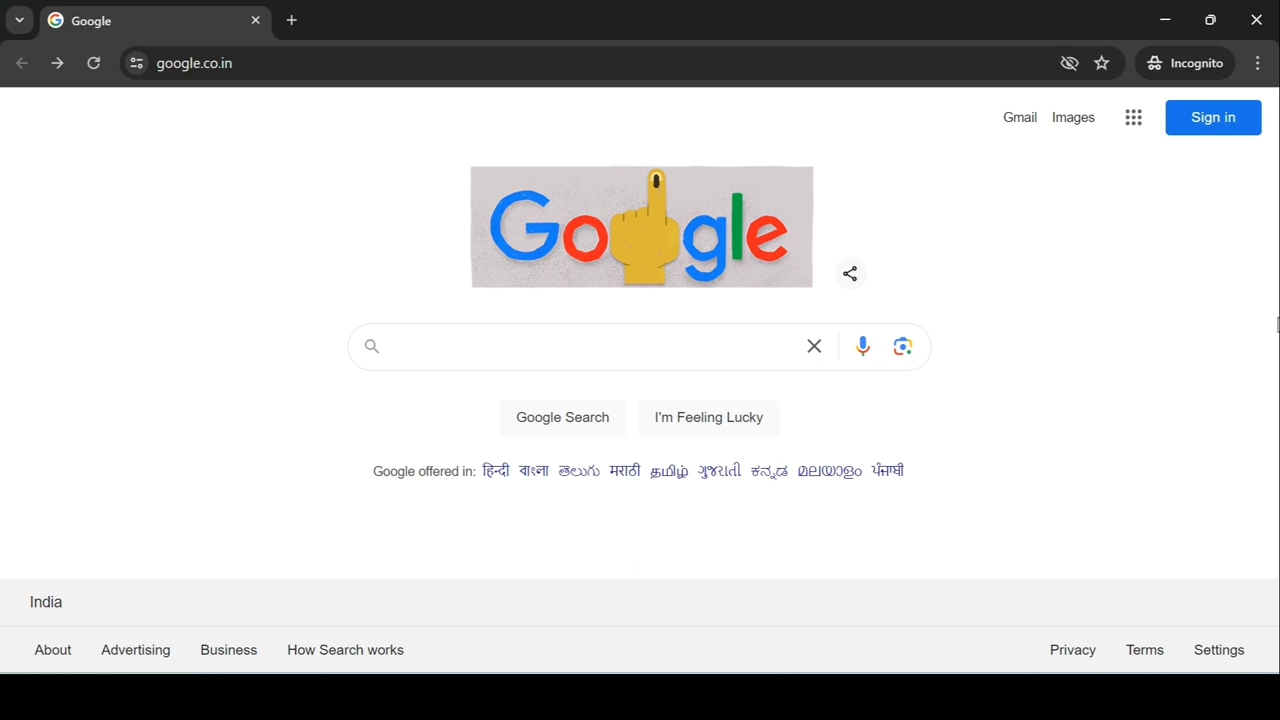 Google
google.co.in
Incognito
Gmail Images
Sign in
Google
Google Search I'm Feeling Lucky
Google offered in: हिन्दी বাংলা తెలుగు मराठी தமிழ் ગુજરાતી ಕನ್ನಡ മലയാളം ਪੰਜਾਬੀ
India
About Advertising Business How Search works Privacy Terms Settings